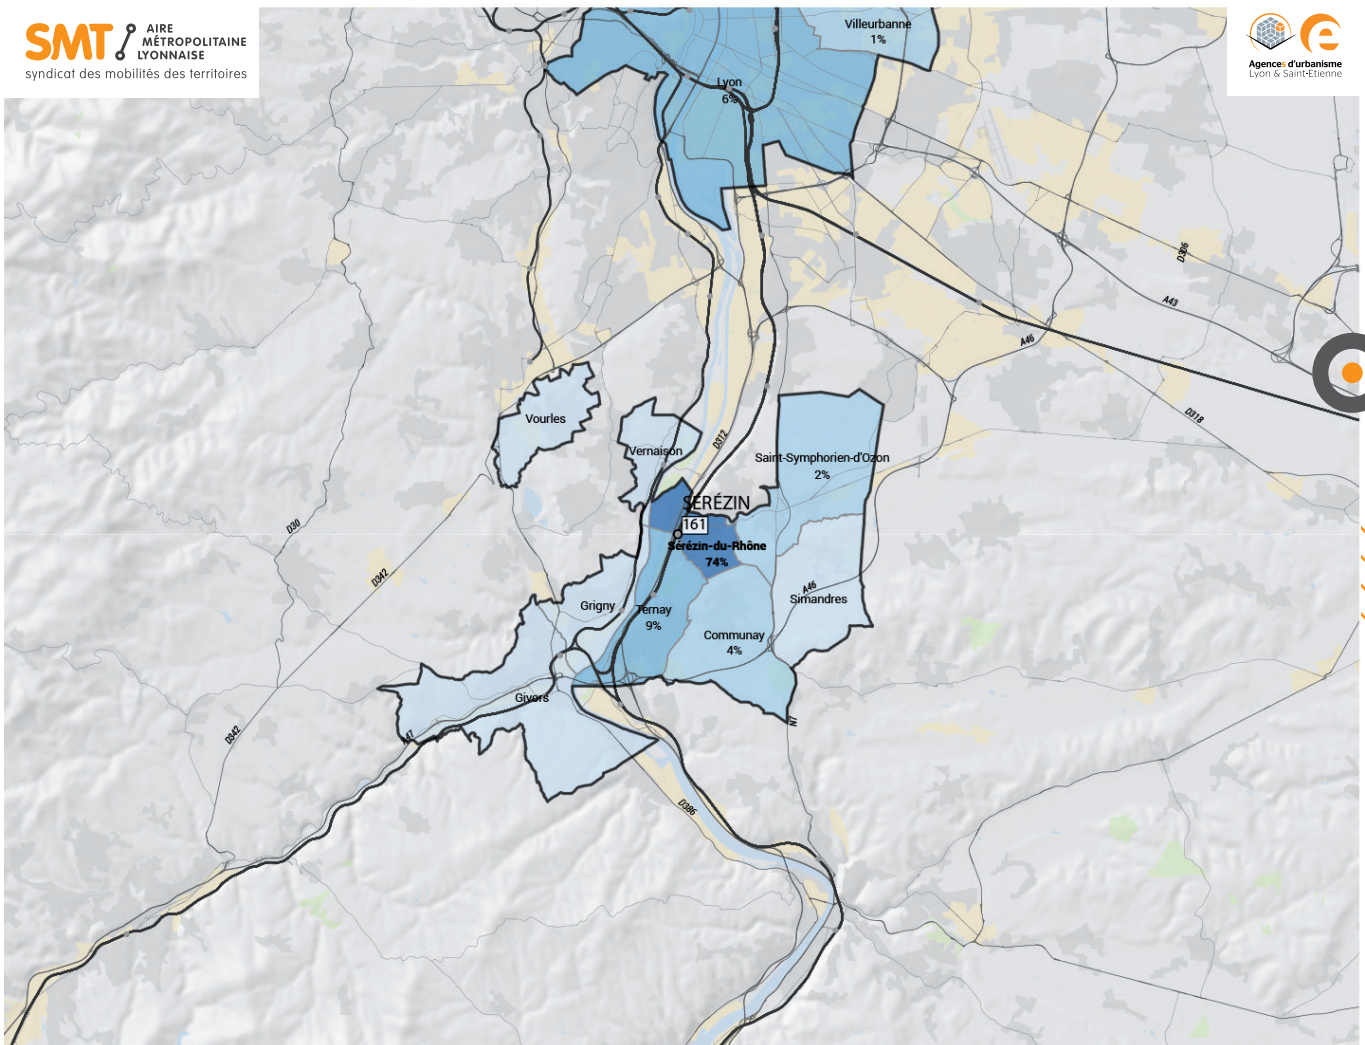 SMT
AIRE
MÉTROPOLITAINE
LYONNAISE
syndicat des mobilités des territoires
Agences d'urbanisme
Lyon & Saint-Etienne
Villeurbanne
1%
Lyon
6%
D306
A43
A46
D318
Vourles
Vernaison
D312
Saint-Symphorien-d'Ozon
2%
SERÉZIN
161
Sérézin-du-Rhône
74%
D30
D342
A46
Simandres
Grigny
Ternay
9%
Communay
4%
Givors
N7
D342
A47
D386